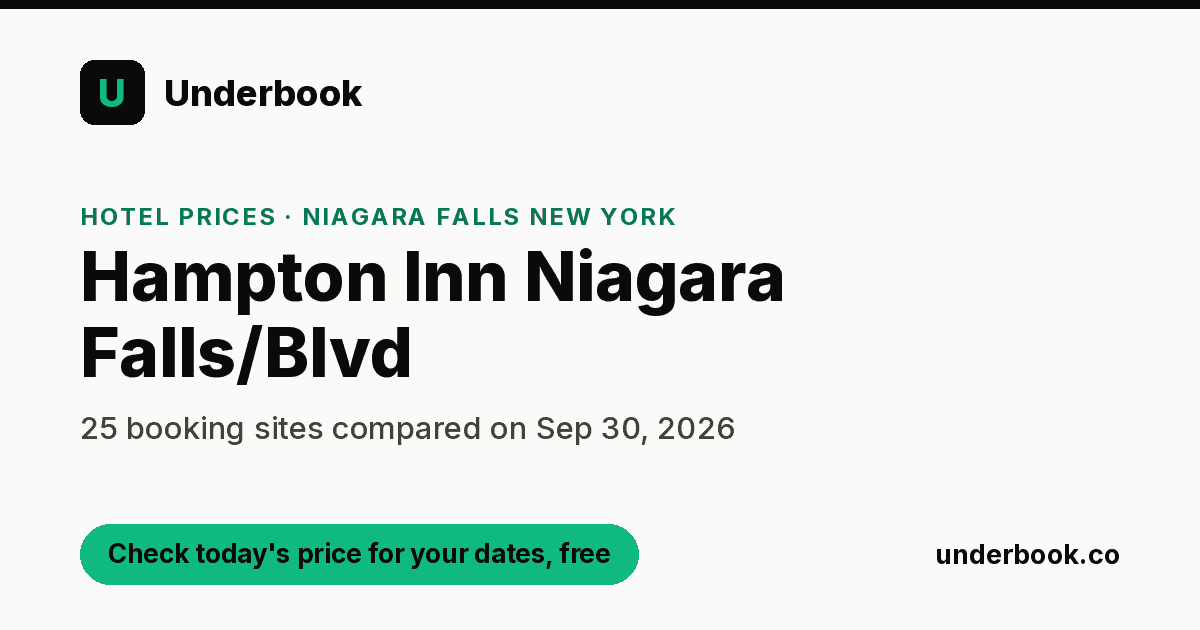 U Underbook
HOTEL PRICES · NIAGARA FALLS NEW YORK
Hampton Inn Niagara
Falls/Blvd
25 booking sites compared on Sep 30, 2026
Check today's price for your dates, free
underbook.co